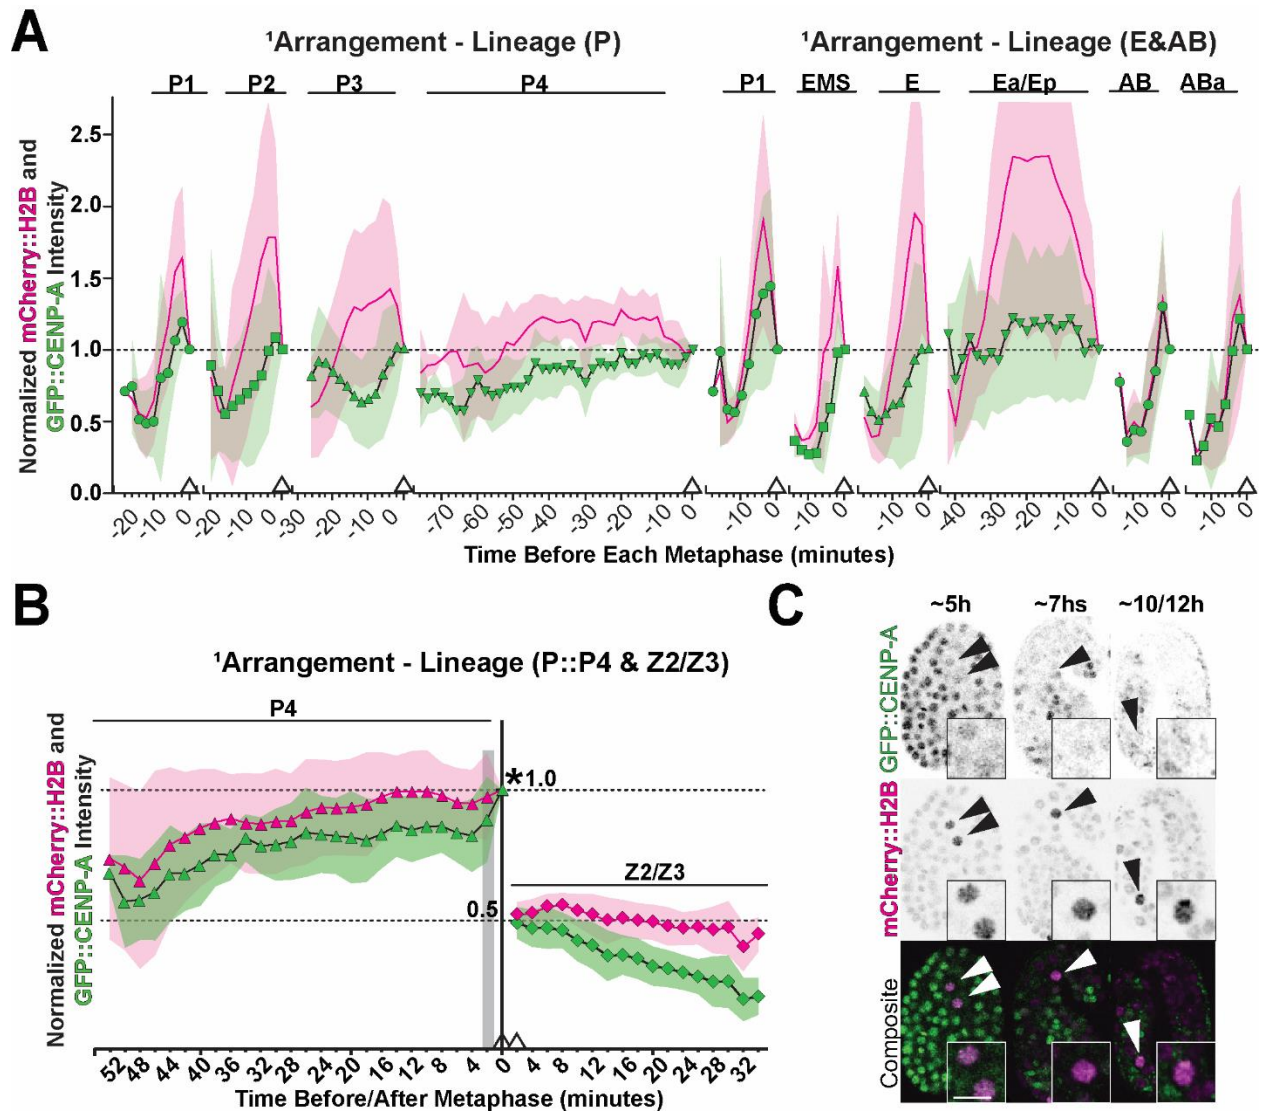 A
¹Arrangement - Lineage (P)
¹Arrangement - Lineage (E&AB)
P1 P2 P3 P4 P1 EMS E Ea/Ep AB ABa
Normalized mCherry::H2B and
GFP::CENP-A Intensity
2.5
2.0
1.5
1.0
0.5
0.0
-20 -10 0 -20 -10 0 -30 -10 0 -70 -60 -50 -40 -30 -20 -10 0 -10 0 -10 0 -10 0 -40 -30 -20 -10 0 -10 0 -10 0
Time Before Each Metaphase (minutes)
B
¹Arrangement - Lineage (P::P4 & Z2/Z3)
P4
Normalized mCherry::H2B and
GFP::CENP-A Intensity
*1.0
Z2/Z3
0.5
52 48 44 40 36 32 28 24 20 16 12 8 4 0 4 8 12 16 20 24 28 32
Time Before/After Metaphase (minutes)
C
~5h ~7hs ~10/12h
GFP::CENP-A
mCherry::H2B
Composite